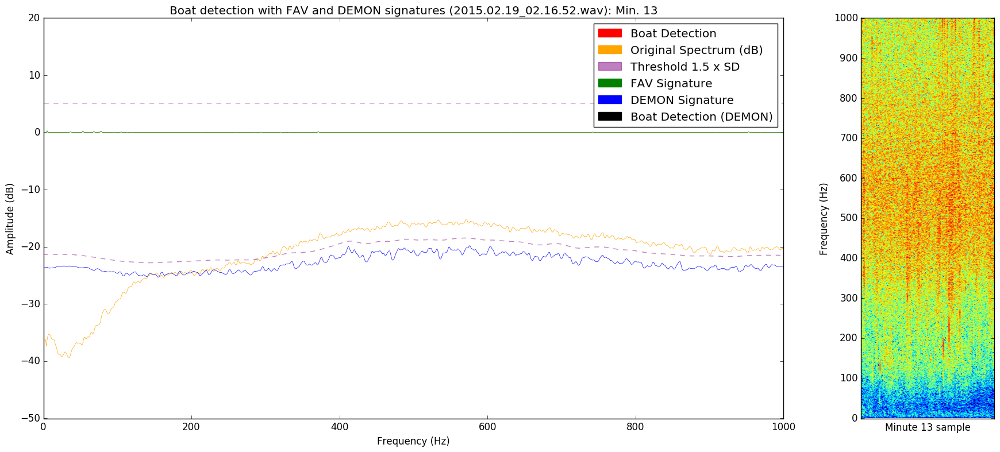 Boat detection with FAV and DEMON signatures (2015.02.19_02.16.52.wav): Min. 13
20
10
0
−10
−20
−30
−40
−50
Amplitude (dB)
0
200
400
600
800
1000
Frequency (Hz)
Boat Detection
Original Spectrum (dB)
Threshold 1.5 x SD
FAV Signature
DEMON Signature
Boat Detection (DEMON)
1000
900
800
700
600
500
400
300
200
100
0
Frequency (Hz)
Minute 13 sample